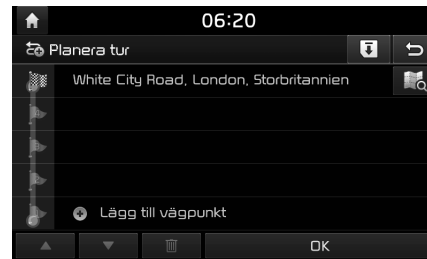 06:20
Planera tur
White City Road, London, Storbritannien
Lägg till vägpunkt
OK